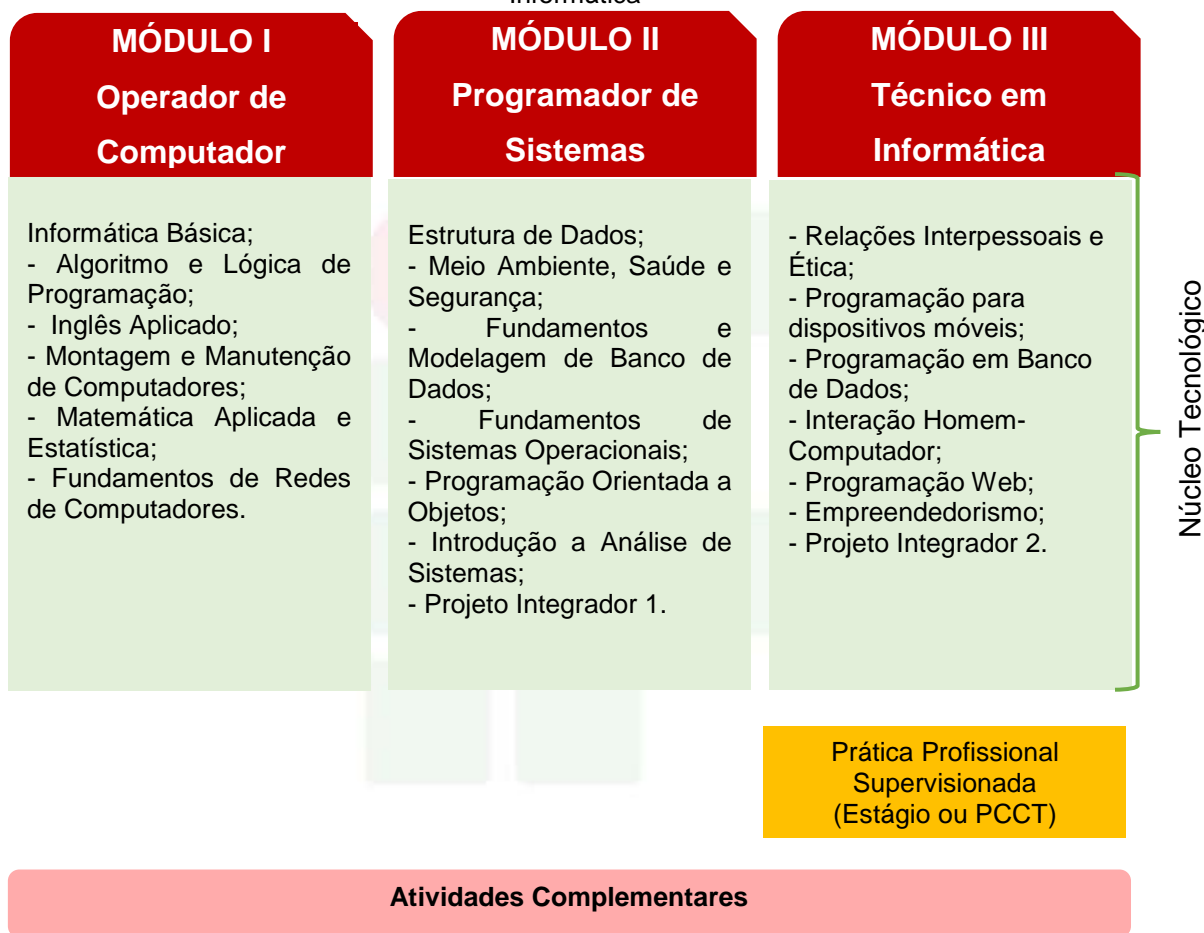 Informática
MÓDULO I
Operador de
Computador
Informática Básica;
- Algoritmo e Lógica de
Programação;
- Inglês Aplicado;
- Montagem e Manutenção
de Computadores;
- Matemática Aplicada e
Estatística;
- Fundamentos de Redes
de Computadores.
MÓDULO II
Programador de
Sistemas
Estrutura de Dados;
- Meio Ambiente, Saúde e
Segurança;
- Fundamentos e
Modelagem de Banco de
Dados;
- Fundamentos de
Sistemas Operacionais;
- Programação Orientada a
Objetos;
- Introdução a Análise de
Sistemas;
- Projeto Integrador 1.
MÓDULO III
Técnico em
Informática
- Relações Interpessoais e
Ética;
- Programação para
dispositivos móveis;
- Programação em Banco
de Dados;
- Interação Homem-
Computador;
- Programação Web;
- Empreendedorismo;
- Projeto Integrador 2.
Núcleo Tecnológico
Prática Profissional
Supervisionada
(Estágio ou PCCT)
Atividades Complementares